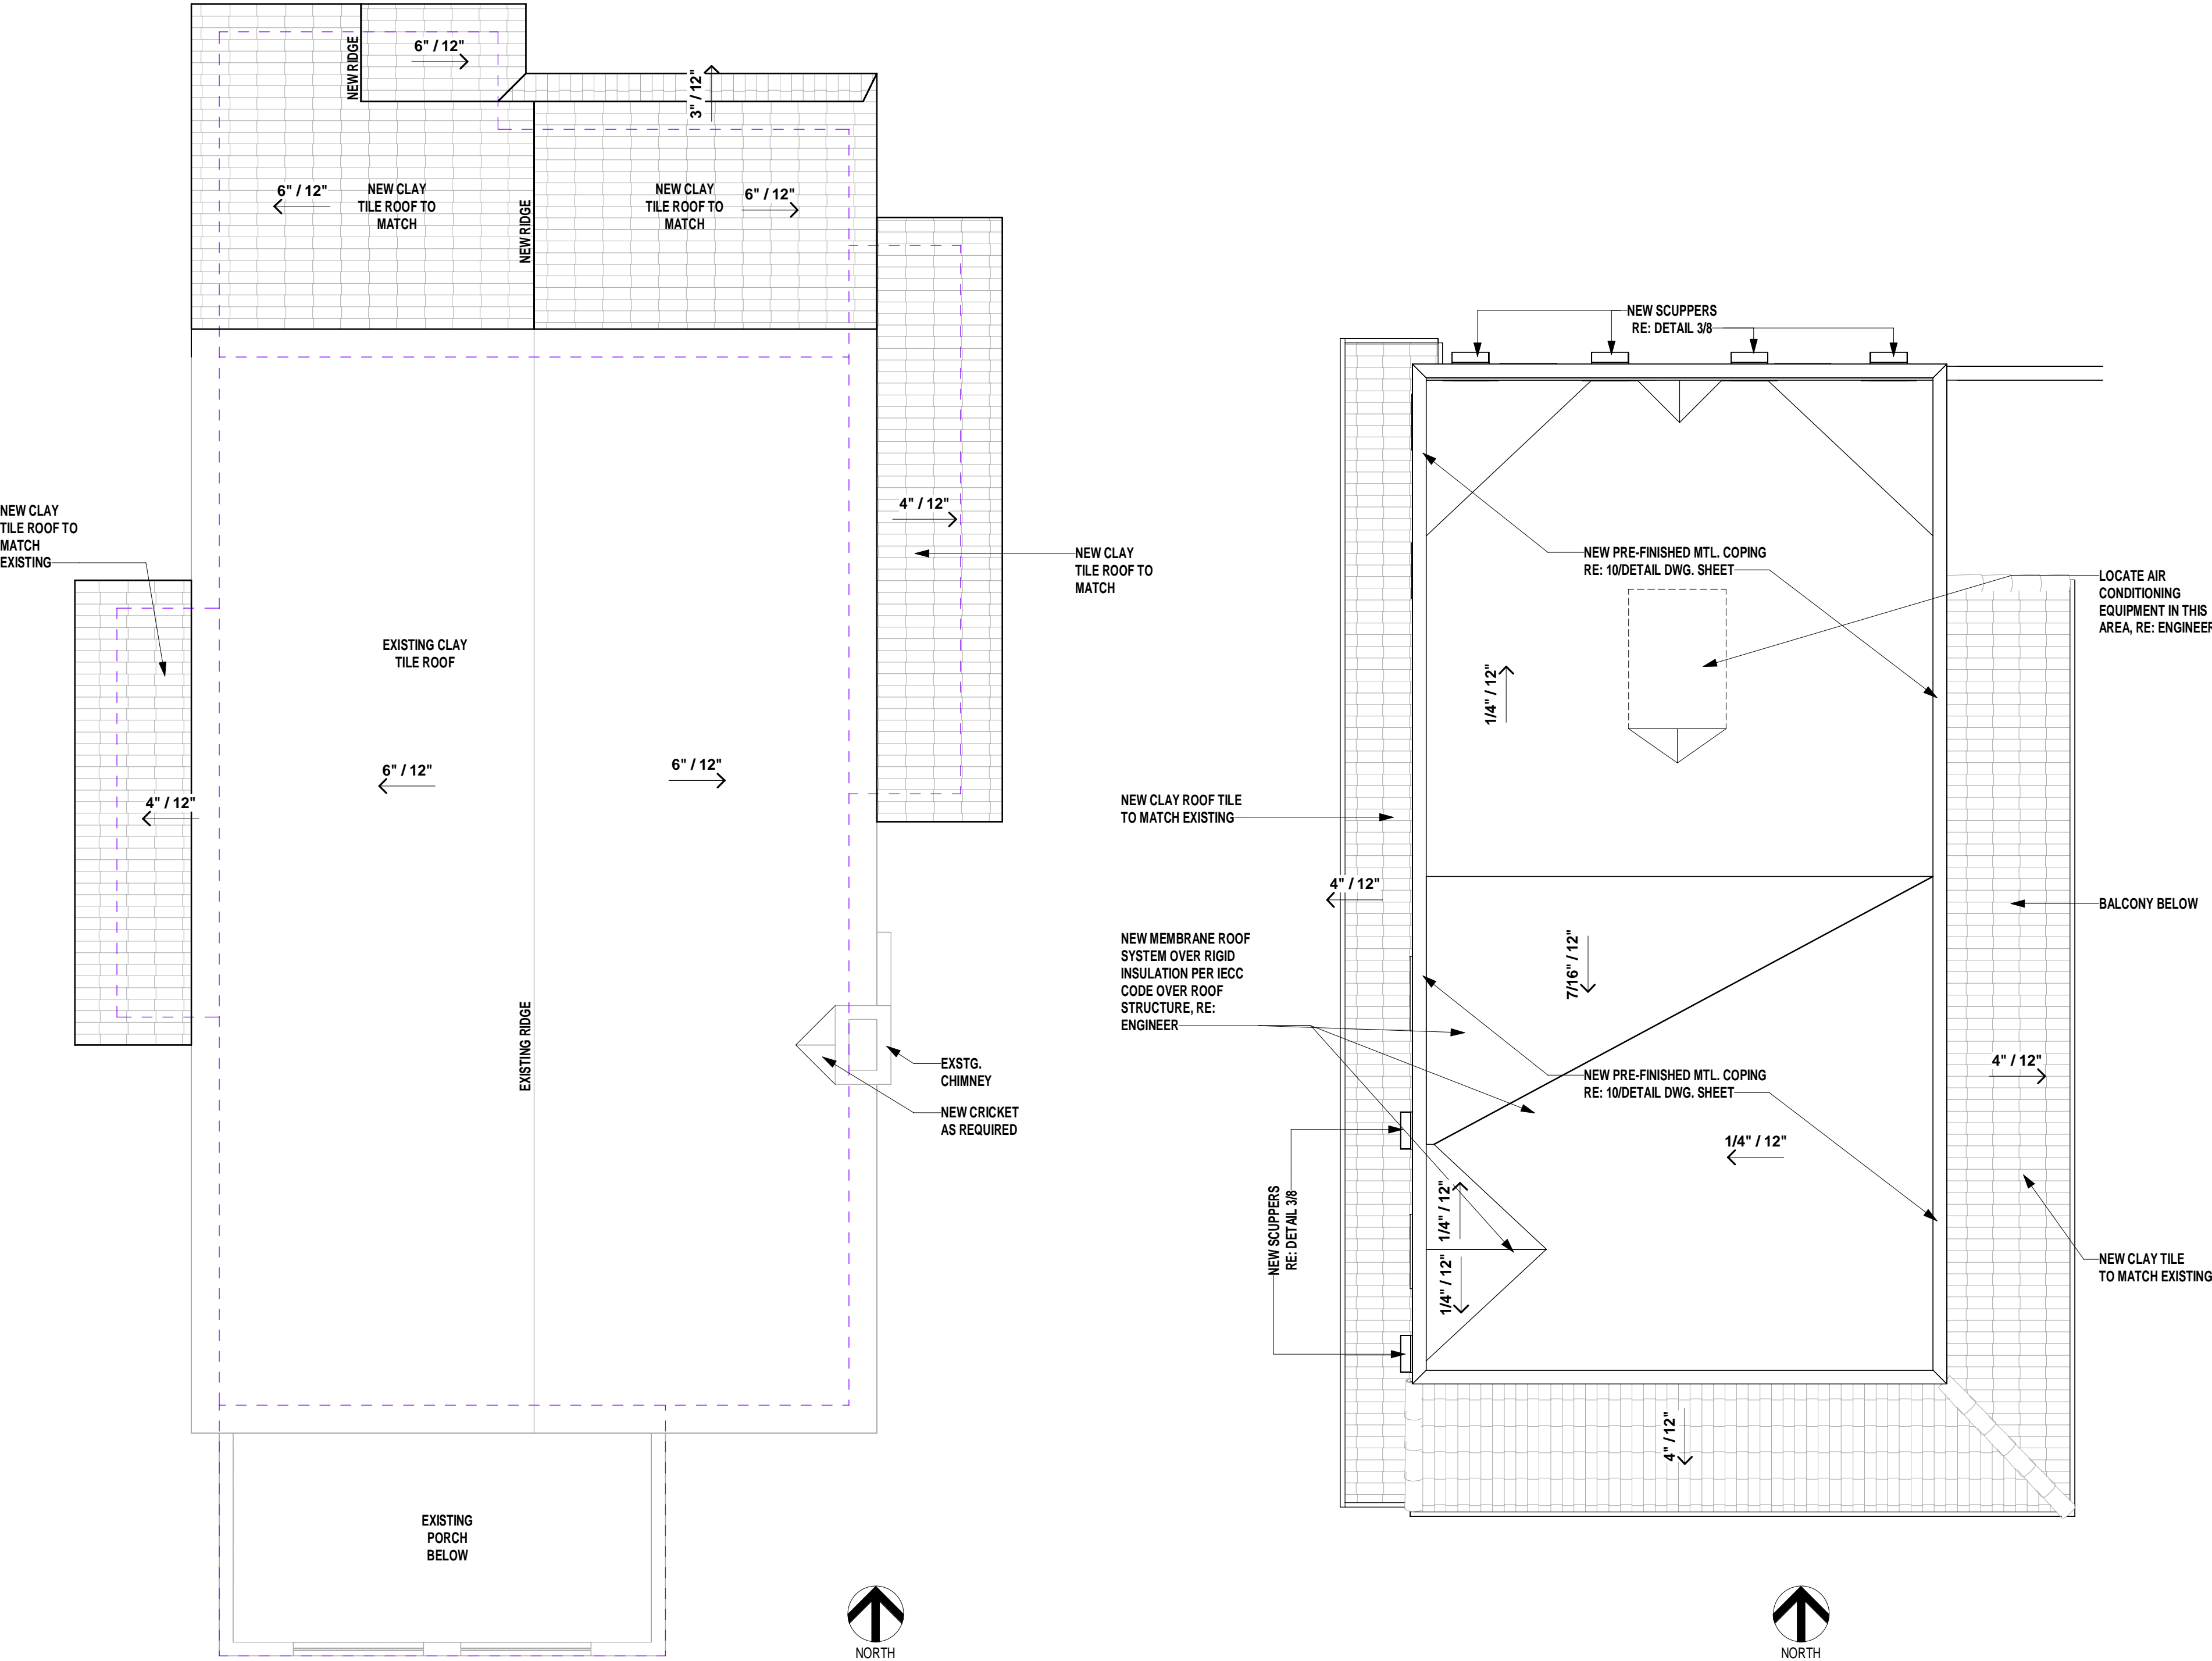 6" / 12"
NEW RIDGE
3" / 12"
6" / 12"
NEW CLAY
TILE ROOF TO
MATCH
NEW RIDGE
NEW CLAY
TILE ROOF TO
MATCH
6" / 12"
4" / 12"
NEW CLAY
TILE ROOF TO
MATCH
EXISTING
NEW CLAY
TILE ROOF TO
MATCH
EXISTING CLAY
TILE ROOF
6" / 12"
6" / 12"
4" / 12"
EXISTING RIDGE
EXSTG.
CHIMNEY
NEW CRICKET
AS REQUIRED
EXISTING
PORCH
BELOW
NORTH
NEW SCUPPERS
RE: DETAIL 3/8
NEW PRE-FINISHED MTL. COPING
RE: 10/DETAIL DWG. SHEET
LOCATE AIR
CONDITIONING
EQUIPMENT IN THIS
AREA, RE: ENGINEER
1/4" / 12"
NEW CLAY ROOF TILE
TO MATCH EXISTING
4" / 12"
BALCONY BELOW
NEW MEMBRANE ROOF
SYSTEM OVER RIGID
INSULATION PER IECC
CODE OVER ROOF
STRUCTURE, RE:
ENGINEER
7/16" / 12"
4" / 12"
NEW PRE-FINISHED MTL. COPING
RE: 10/DETAIL DWG. SHEET
1/4" / 12"
NEW SCUPPERS
RE: DETAIL 3/8
1/4" / 12"
1/4" / 12"
NEW CLAY TILE
TO MATCH EXISTING
4" / 12"
NORTH